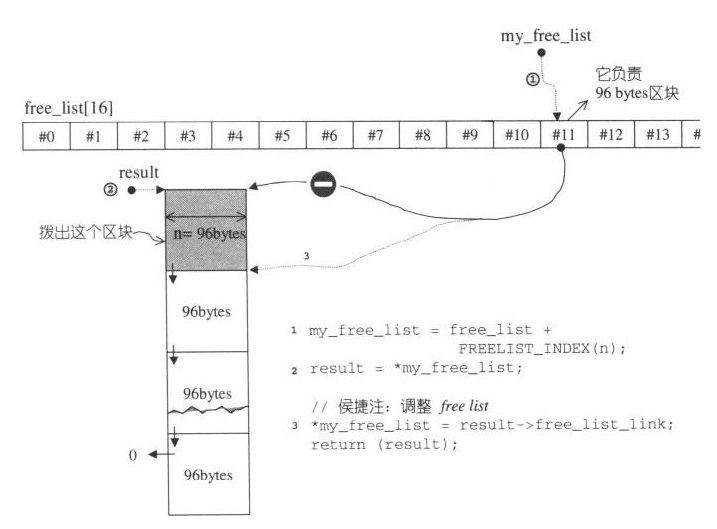 my_free_list
①
它负责
96 bytes区块
free_list[16]
#0 #1 #2 #3 #4 #5 #6 #7 #8 #9 #10 #11 #12 #13 #
result
②
拨出这个区块
n= 96bytes
3
96bytes
96bytes
0
96bytes
1 my_free_list = free_list +
FREELIST_INDEX(n);
2 result = *my_free_list;
// 侯捷注：调整 free list
3 *my_free_list = result->free_list_link;
return (result);